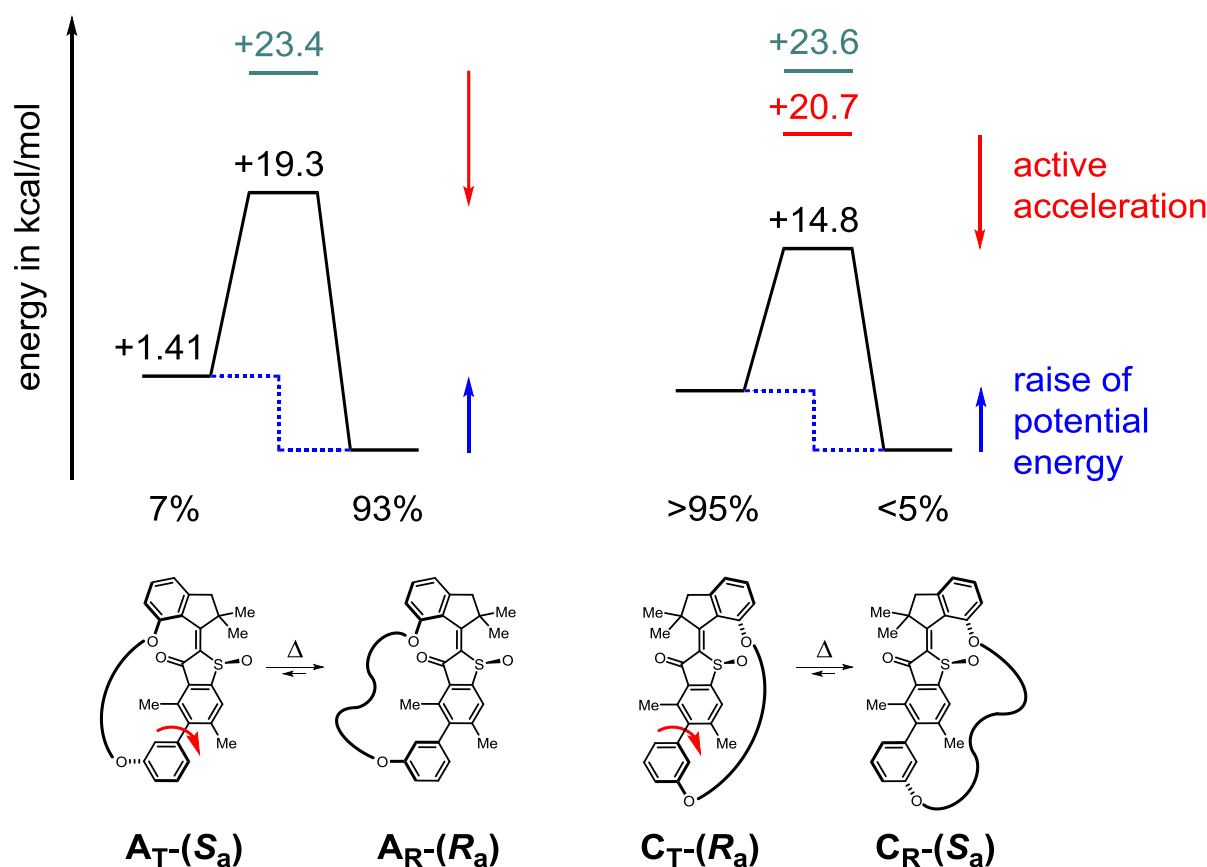 energy in kcal/mol
+23.4
+19.3
+1.41
7%
93%
+23.6
+20.7
+14.8
>95%
<5%
active
acceleration
raise of
potential
energy
Me
Me
O
O
S
O
Me
Me
O
Δ
O
Me
Me
O
S
O
Me
Me
O
Me
Me
O
O
S
O
Me
Me
O
Δ
Me
Me
O
O
S
O
Me
Me
O
A_T-(S_a)
A_R-(R_a)
C_T-(R_a)
C_R-(S_a)